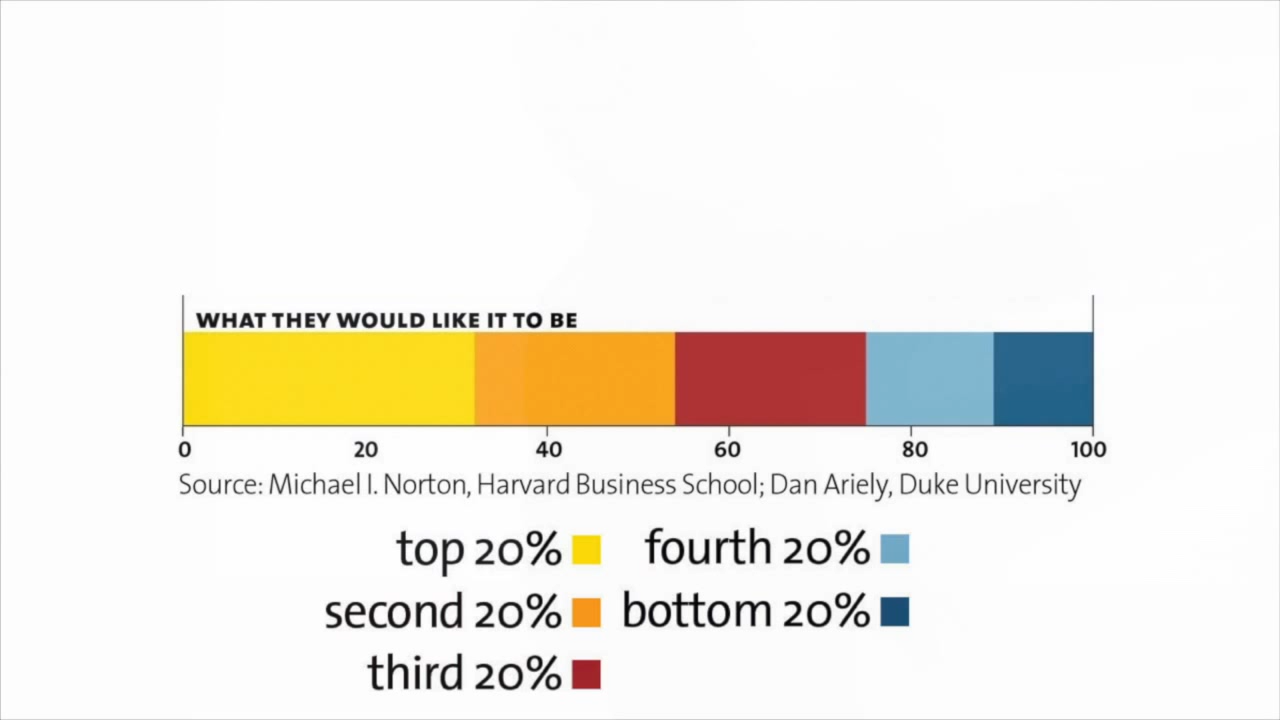 WHAT THEY WOULD LIKE IT TO BE
0 20 40 60 80 100
Source: Michael I. Norton, Harvard Business School; Dan Ariely, Duke University
top 20% fourth 20%
second 20% bottom 20%
third 20%